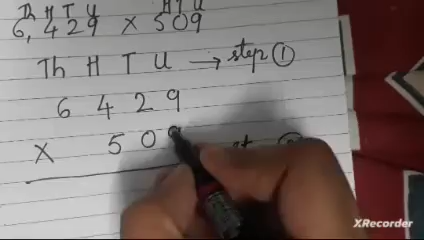 Th H T U H T U
6,429 × 509
Th H T U → step ①
6 4 2 9
× 5 0 9
XRecorder